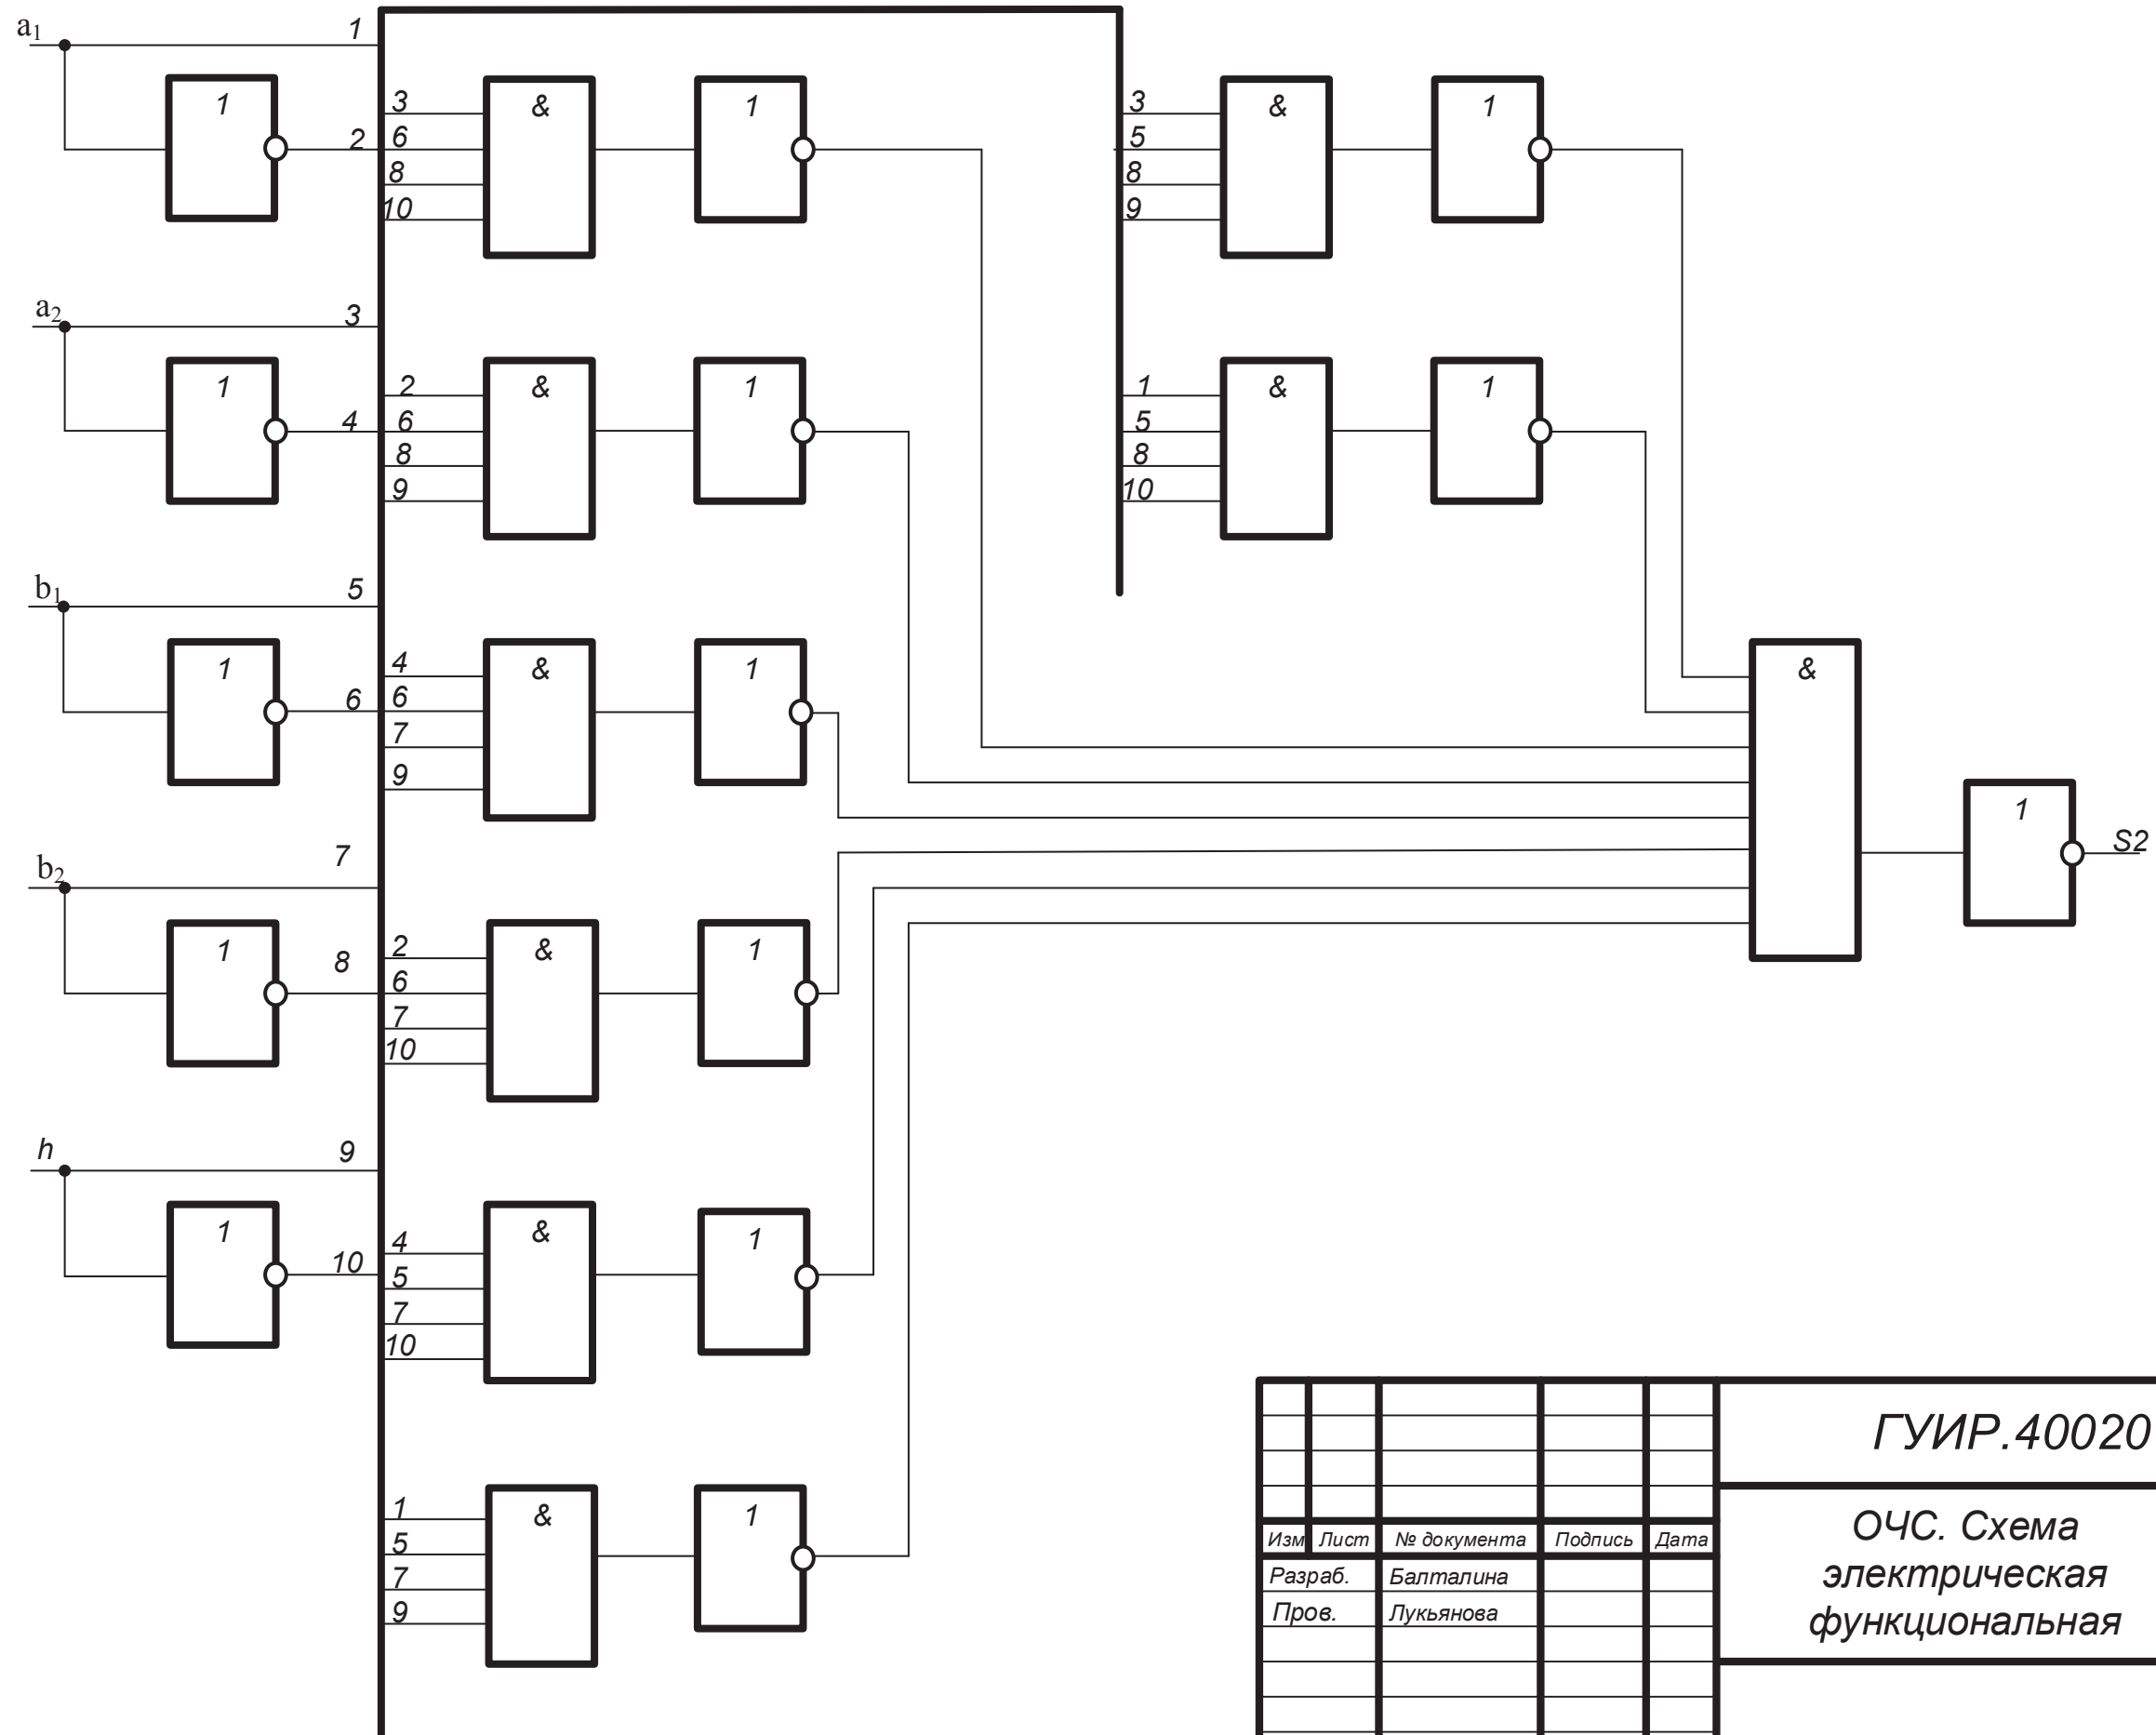 a1 1
1
2
3 & 1
6
8
10
3 & 1
5
8
9
a2 3
1
4
2 & 1
6
8
9
1 & 1
5
8
10
b1 5
1
6
4 & 1
6
7
9
&
1
S2
b2 7
1
8
2 & 1
6
7
10
h 9
1
10
4 & 1
5
7
10
1 & 1
5
7
9
ГУИР.40020
ОЧС. Схема
электрическая
функциональная
Изм Лист № документа Подпись Дата
Разраб. Балталина
Пров. Лукьянова